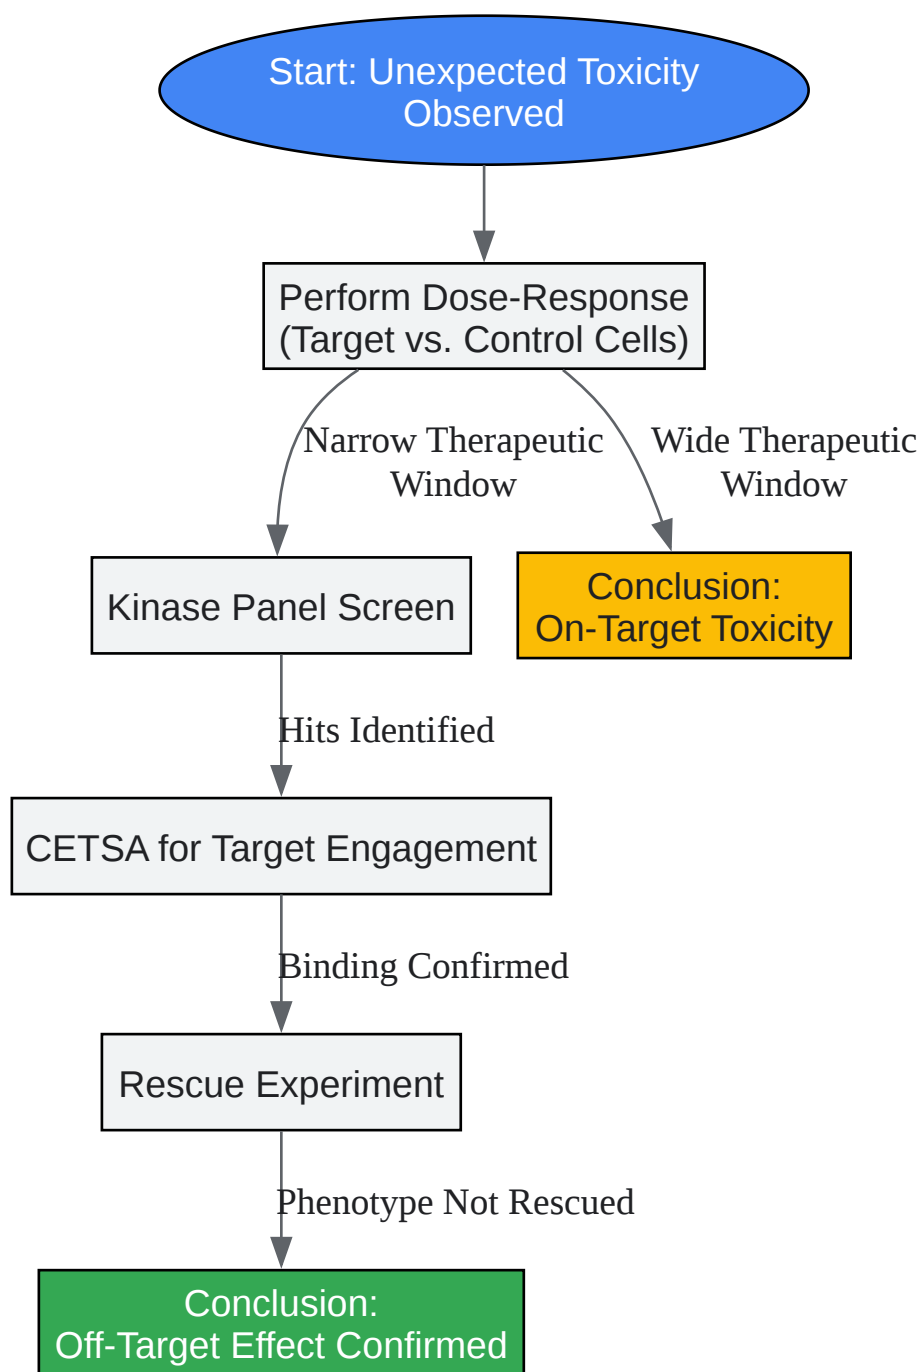 Start: Unexpected Toxicity
Observed
Perform Dose-Response
(Target vs. Control Cells)
Narrow Therapeutic
Window
Wide Therapeutic
Window
Kinase Panel Screen
Conclusion:
On-Target Toxicity
Hits Identified
CETSA for Target Engagement
Binding Confirmed
Rescue Experiment
Phenotype Not Rescued
Conclusion:
Off-Target Effect Confirmed